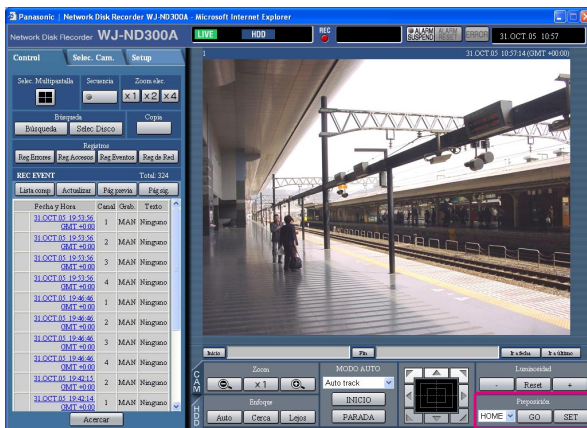 Panasonic | Network Disk Recorder WJ-ND300A - Microsoft Internet Explorer
Network Disk Recorder WJ-ND300A
LIVE HDD REC ALARM SUSPEND ALARM RESET ERROR 31.OCT.05 10:57
Control Selec. Cam. Setup
1 31.OCT.05 10:57:14 (GMT +00:00)
Selec. Multipantalla Secuencia Zoom elec.
x 1 x 2 x 4
Búsqueda Copia
Búsqueda Selec Disco
Registros
Reg Errores Reg Accesos Reg Eventos Reg de Red
REC EVENT Total: 324
Lista comp Actualizar Pág previa Pág sig.
Fecha y Hora Canal Grab. Texto
31.OCT.05 19:53:56 GMT +0:00 1 MAN Ninguno
31.OCT.05 19:53:56 GMT +0:00 2 MAN Ninguno
31.OCT.05 19:53:56 GMT +0:00 3 MAN Ninguno
31.OCT.05 19:53:56 GMT +0:00 4 MAN Ninguno
31.OCT.05 19:46:46 GMT +0:00 1 MAN Ninguno
31.OCT.05 19:46:46 GMT +0:00 2 MAN Ninguno
31.OCT.05 19:46:46 GMT +0:00 3 MAN Ninguno
31.OCT.05 19:46:46 GMT +0:00 4 MAN Ninguno
31.OCT.05 19:42:15 GMT +0:00 2 MAN Ninguno
31.OCT.05 19:42:14 GMT +0:00 1 MAN Ninguno
Acercar
Inicio Fin Ir a fecha Ir a último
CAM
HDD
Zoom
x 1
Enfoque
Auto Cerca Lejos
MODO AUTO
Auto track
INICIO
PARADA
Luminosidad
- Reset +
Preposición
HOME GO SET